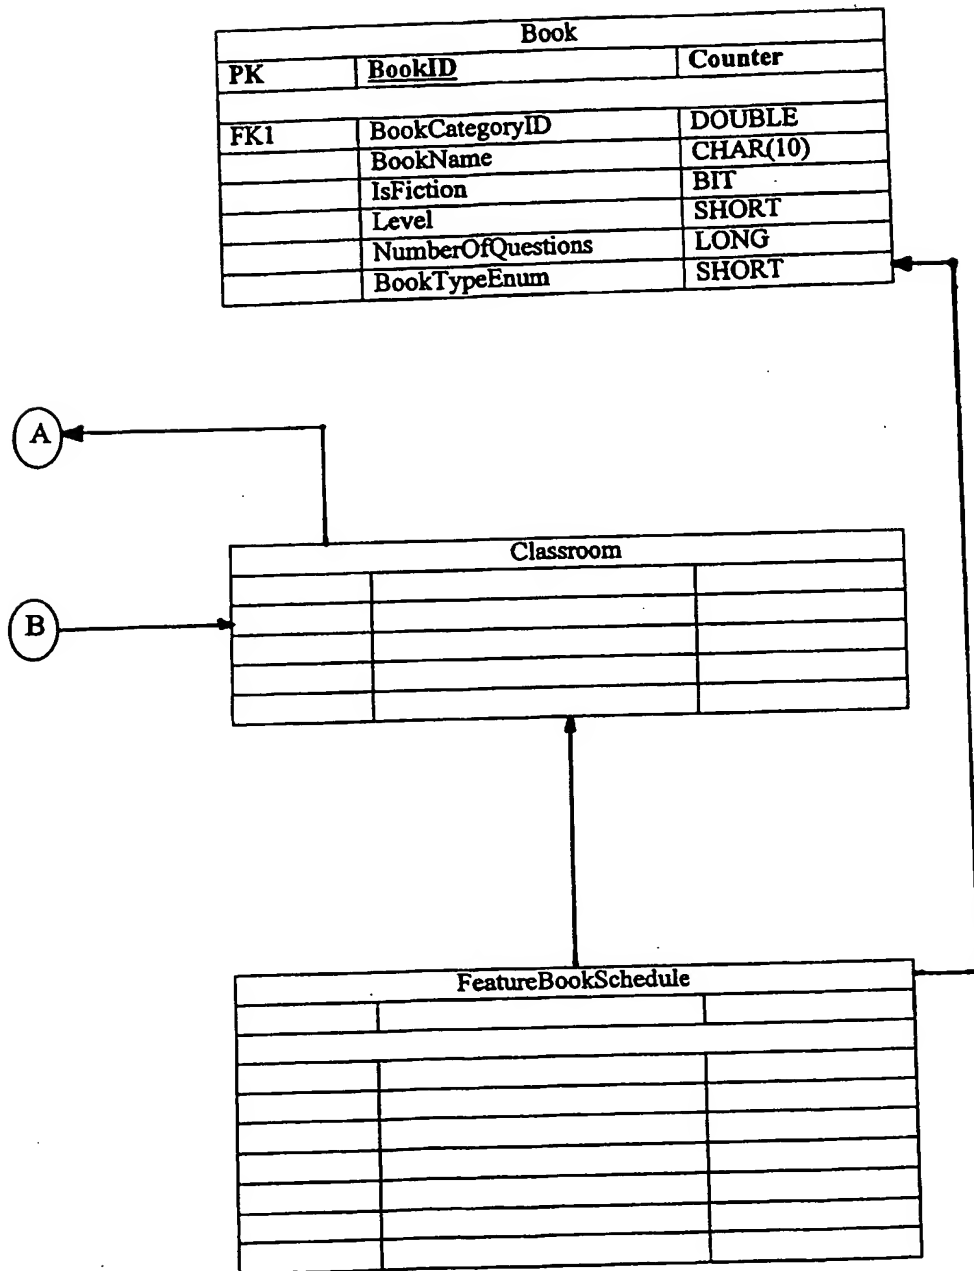 Book
PK BookID Counter
FK1 BookCategoryID DOUBLE
BookName CHAR(10)
IsFiction BIT
Level SHORT
NumberOfQuestions LONG
BookTypeEnum SHORT
A
Classroom
B
FeatureBookSchedule